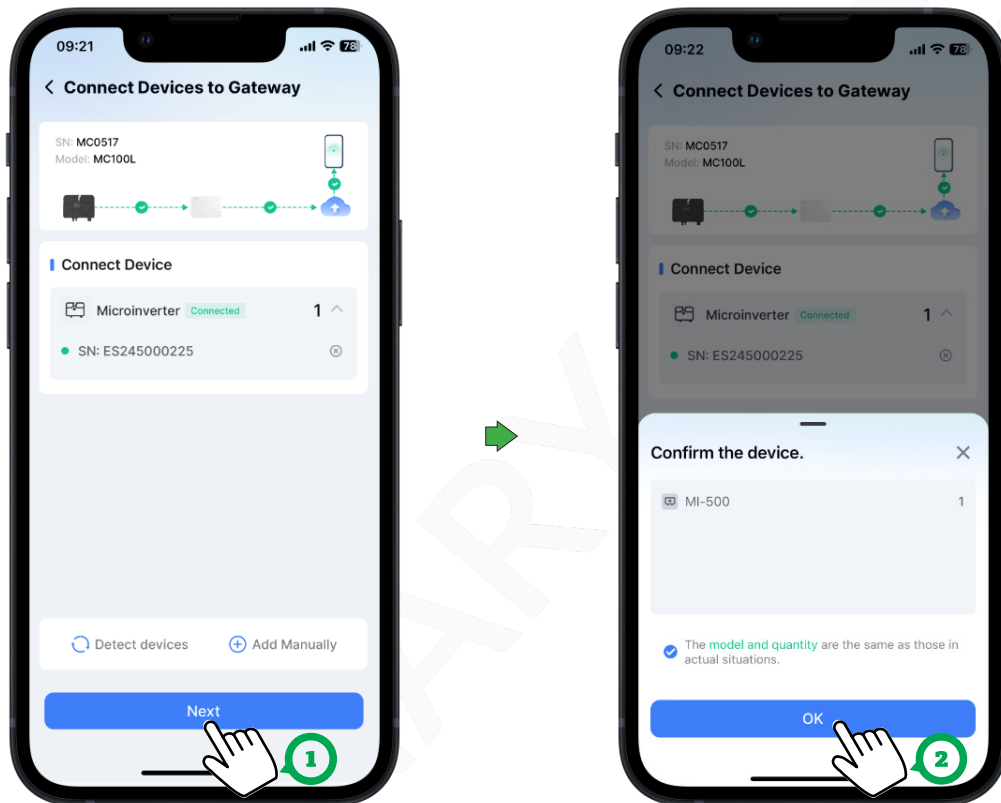 09:21
78
Connect Devices to Gateway
SN: MC0517
Model: MC100L
Connect Device
Microinverter Connected 1
SN: ES245000225
Detect devices Add Manually
Next
1
09:22
78
Connect Devices to Gateway
SN: MC0517
Model: MC100L
Connect Device
Microinverter Connected 1
SN: ES245000225
Confirm the device.
MI-500 1
The model and quantity are the same as those in
actual situations.
OK
2
ARY